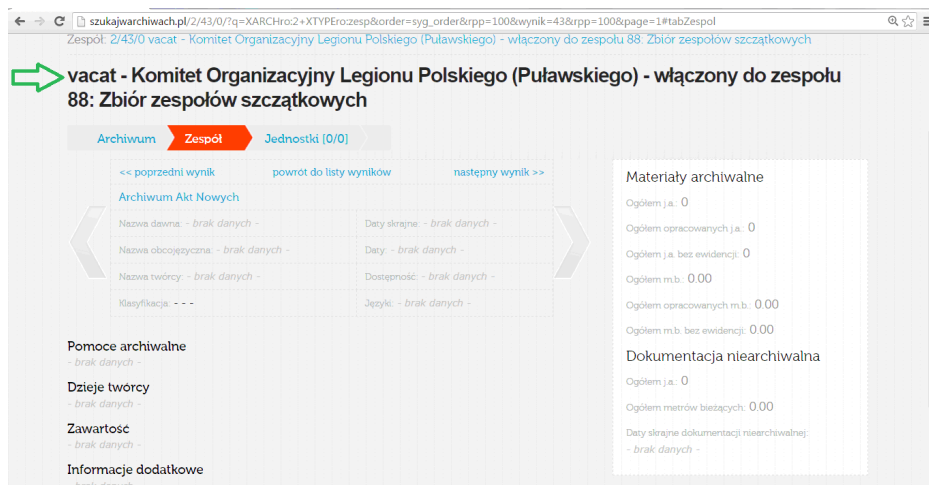 szukajwarchiwach.pl/2/43/0/?q=XARCHro:2+XTYPEro:zesp&order=syg_order&rpp=100&wynik=43&rpp=100&page=1#tabZespol
Zespół: 2/43/0 vacat - Komitet Organizacyjny Legionu Polskiego (Puławskiego) - włączony do zespołu 88: Zbiór zespołów szczątkowych
vacat - Komitet Organizacyjny Legionu Polskiego (Puławskiego) - włączony do zespołu
88: Zbiór zespołów szczątkowych
Archiwum Zespół Jednostki [0/0]
<< poprzedni wynik powrót do listy wyników następny wynik >>
Archiwum Akt Nowych
Nazwa dawna: - brak danych - Daty skrajne: - brak danych -
Nazwa obcojęzyczna: - brak danych - Daty: - brak danych -
Nazwa twórcy: - brak danych - Dostępność: - brak danych -
Klasyfikacja: - - - Języki: - brak danych -
Pomoce archiwalne
- brak danych -
Dzieje twórcy
- brak danych -
Zawartość
- brak danych -
Informacje dodatkowe
Materiały archiwalne
Ogółem j.a.: 0
Ogółem opracowanych j.a.: 0
Ogółem j.a. bez ewidencji: 0
Ogółem m.b.: 0.00
Ogółem opracowanych m.b.: 0.00
Ogółem m.b. bez ewidencji: 0.00
Dokumentacja niearchiwalna
Ogółem j.a.: 0
Ogółem metrów bieżących: 0.00
Daty skrajne dokumentacji niearchiwalnej:
- brak danych -